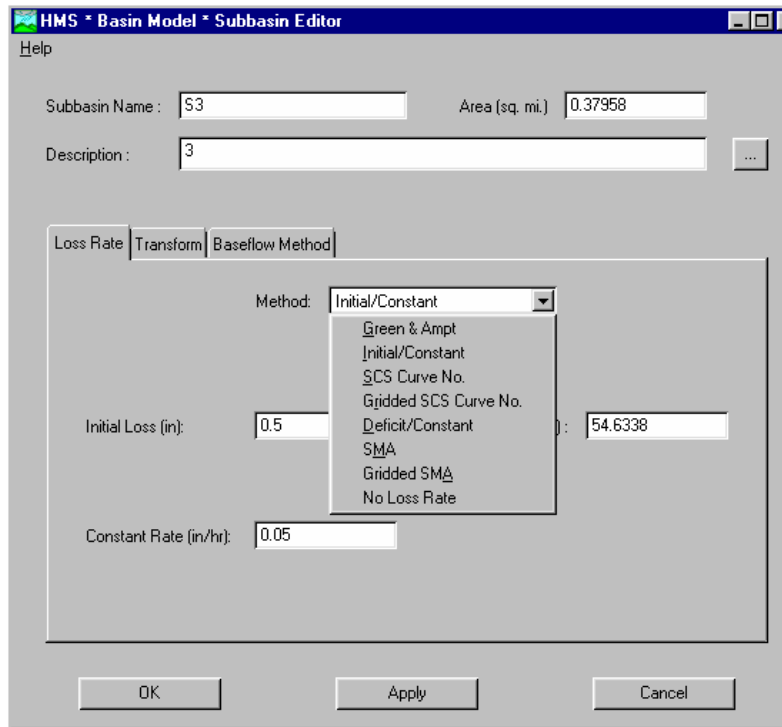 HMS * Basin Model * Subbasin Editor
Help
Subbasin Name : S3 Area (sq. mi.) 0.37958
Description : 3 ...
Loss Rate Transform Baseflow Method
Method: Initial/Constant
Green & Ampt
Initial/Constant
SCS Curve No.
Gridded SCS Curve No.
Initial Loss (in): 0.5 Deficit/Constant ) : 54.6338
SMA
Gridded SMA
No Loss Rate
Constant Rate (in/hr): 0.05
OK Apply Cancel